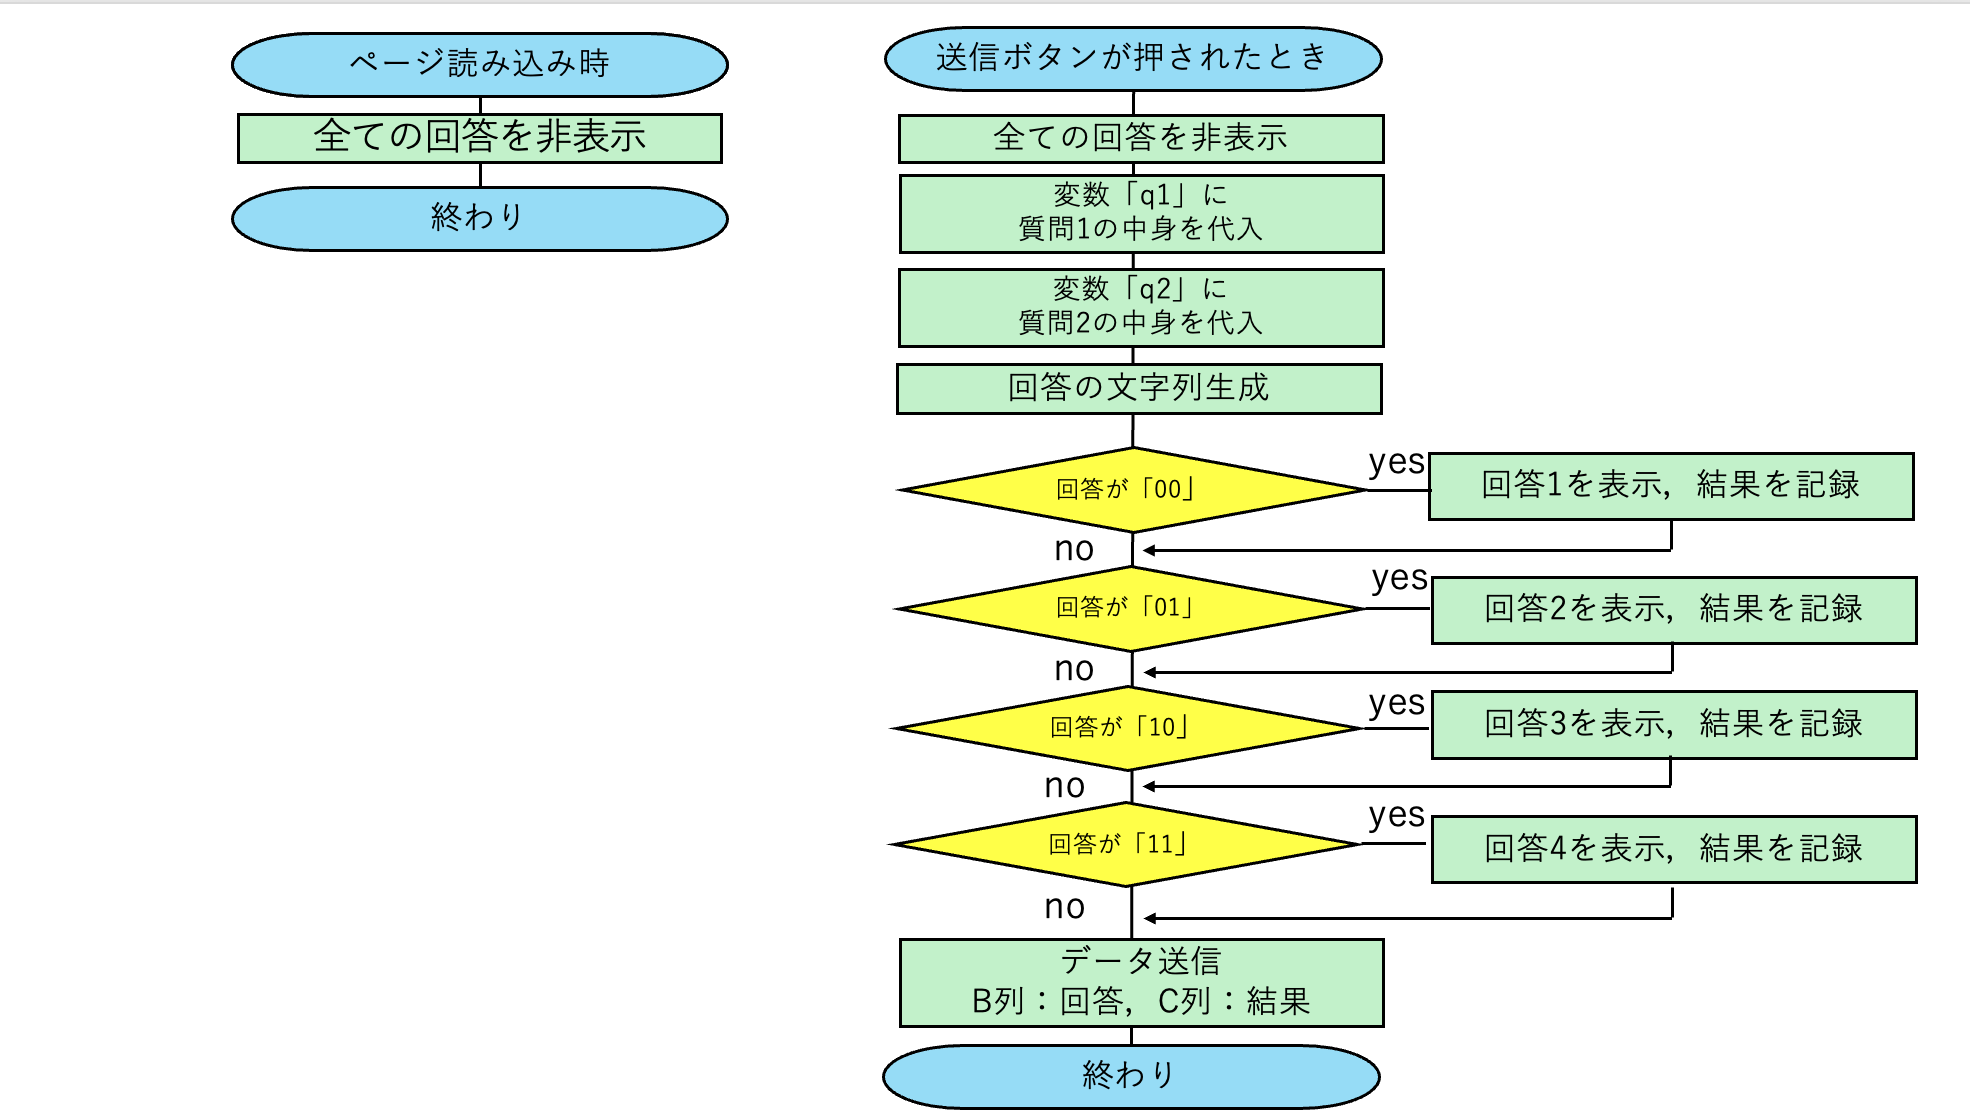 ページ読み込み時
全ての回答を非表示
終わり
送信ボタンが押されたとき
全ての回答を非表示
変数「q1」に
質問1の中身を代入
変数「q2」に
質問2の中身を代入
回答の文字列生成
回答が「00」
yes
回答1を表示，結果を記録
no
回答が「01」
yes
回答2を表示，結果を記録
no
回答が「10」
yes
回答3を表示，結果を記録
no
回答が「11」
yes
回答4を表示，結果を記録
no
データ送信
B列：回答，C列：結果
終わり